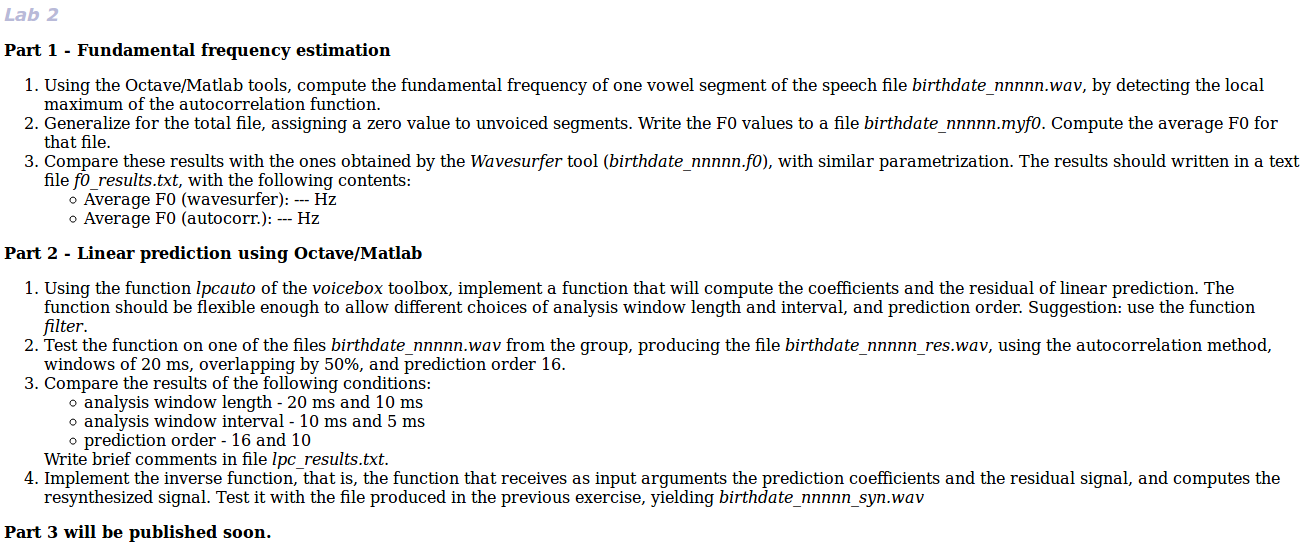 Lab 2
Part 1 - Fundamental frequency estimation
1. Using the Octave/Matlab tools, compute the fundamental frequency of one vowel segment of the speech file birthdate_nnnnn.wav, by detecting the local
maximum of the autocorrelation function.
2. Generalize for the total file, assigning a zero value to unvoiced segments. Write the F0 values to a file birthdate_nnnnn.myf0. Compute the average F0 for
that file.
3. Compare these results with the ones obtained by the Wavesurfer tool (birthdate_nnnnn.f0), with similar parametrization. The results should written in a text
file f0_results.txt, with the following contents:
◦ Average F0 (wavesurfer): --- Hz
◦ Average F0 (autocorr.): --- Hz
Part 2 - Linear prediction using Octave/Matlab
1. Using the function lpcauto of the voicebox toolbox, implement a function that will compute the coefficients and the residual of linear prediction. The
function should be flexible enough to allow different choices of analysis window length and interval, and prediction order. Suggestion: use the function
filter.
2. Test the function on one of the files birthdate_nnnnn.wav from the group, producing the file birthdate_nnnnn_res.wav, using the autocorrelation method,
windows of 20 ms, overlapping by 50%, and prediction order 16.
3. Compare the results of the following conditions:
◦ analysis window length - 20 ms and 10 ms
◦ analysis window interval - 10 ms and 5 ms
◦ prediction order - 16 and 10
Write brief comments in file lpc_results.txt.
4. Implement the inverse function, that is, the function that receives as input arguments the prediction coefficients and the residual signal, and computes the
resynthesized signal. Test it with the file produced in the previous exercise, yielding birthdate_nnnnn_syn.wav
Part 3 will be published soon.